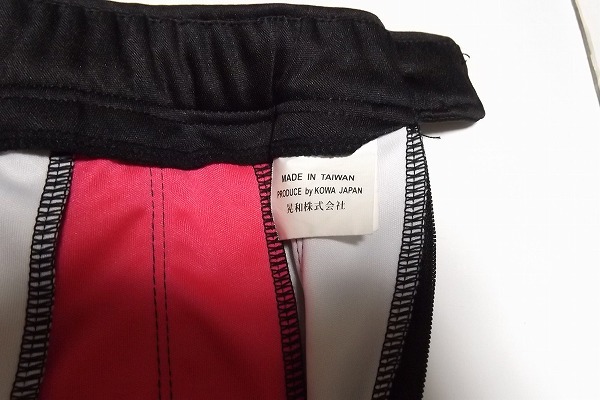 MADE IN TAIWAN
PRODUCE by KOWA JAPAN
晃和株式会社